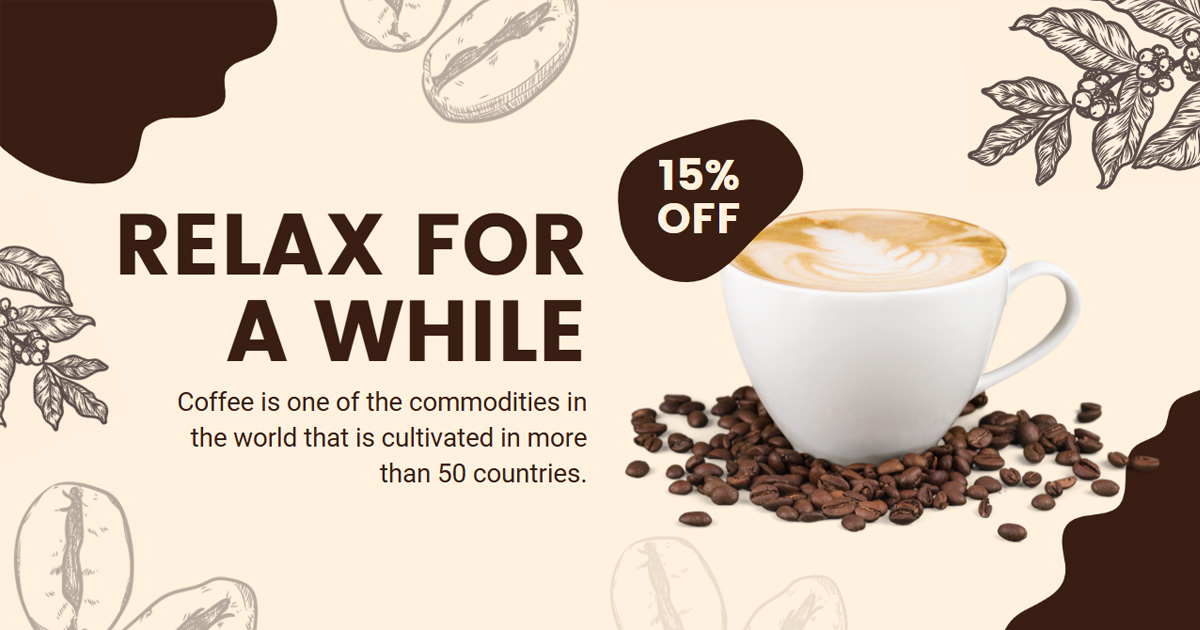 RELAX FOR
A WHILE
Coffee is one of the commodities in
the world that is cultivated in more
than 50 countries.
15%
OFF